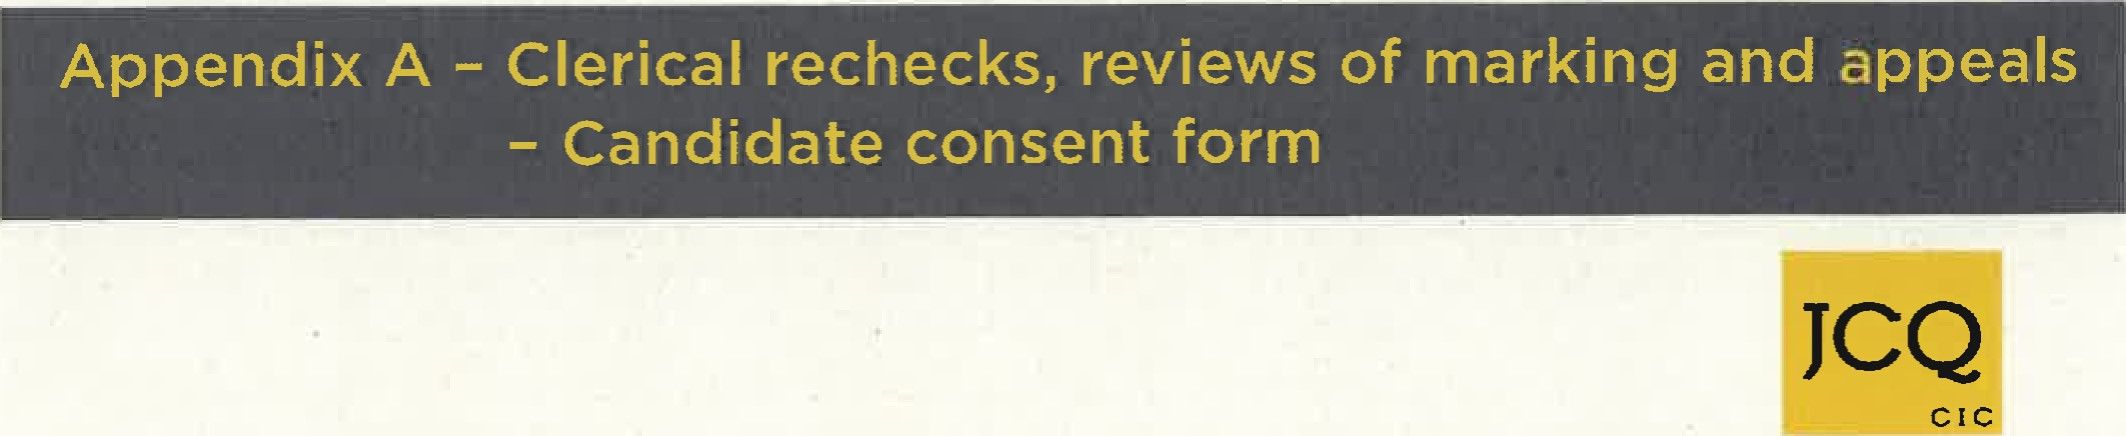 Appendix A – Clerical rechecks, reviews of marking and appeals
– Candidate consent form
JCQ
CIC